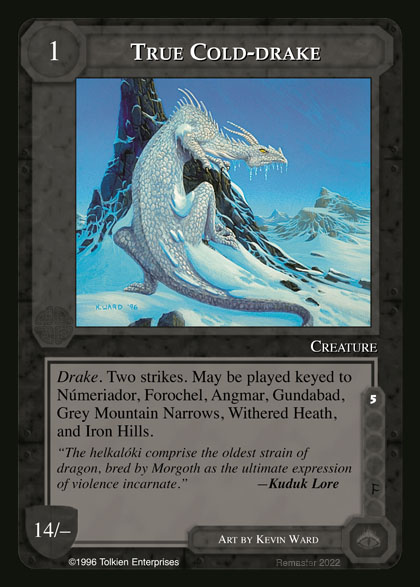 1
TRUE COLD-DRAKE
K.WARD '96
CREATURE
Drake. Two strikes. May be played keyed to
Númeriador, Forochel, Angmar, Gundabad,
Grey Mountain Narrows, Withered Heath,
and Iron Hills.
5
“The helkalóki comprise the oldest strain of
dragon, bred by Morgoth as the ultimate expression
of violence incarnate.” —Kuduk Lore
14/–
ART BY KEVIN WARD
©1996 Tolkien Enterprises
Remaster 2022